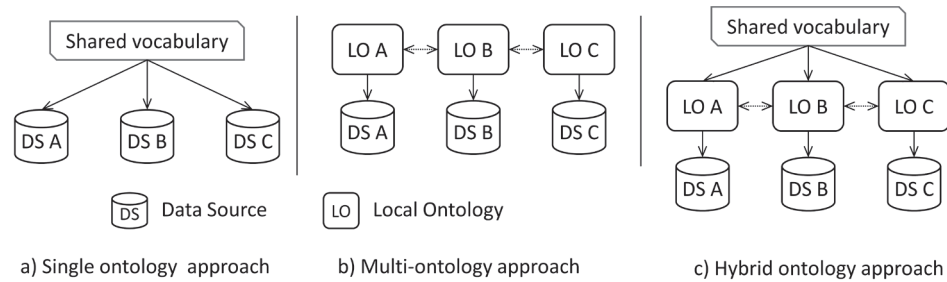 Shared vocabulary
DS A DS B DS C
LO A LO B LO C
DS A DS B DS C
Shared vocabulary
LO A LO B LO C
DS A DS B DS C
DS Data Source
LO Local Ontology
a) Single ontology approach
b) Multi-ontology approach
c) Hybrid ontology approach